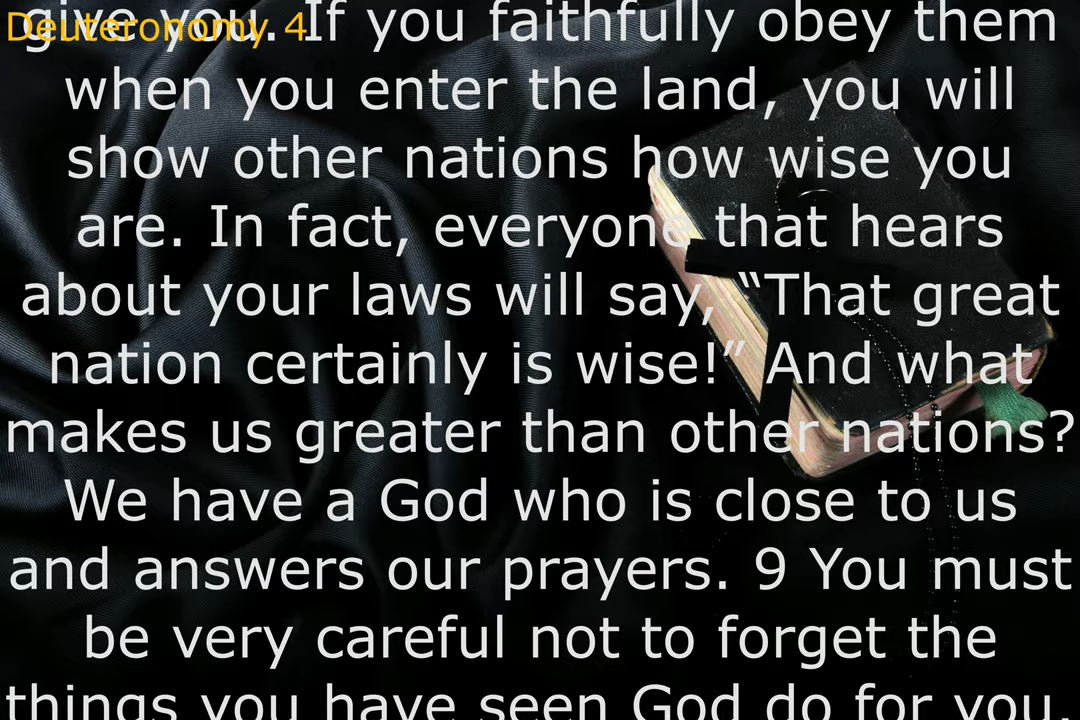 Deuteronomy 4
give you. If you faithfully obey them
when you enter the land, you will
show other nations how wise you
are. In fact, everyone that hears
about your laws will say, “That great
nation certainly is wise!” And what
makes us greater than other nations?
We have a God who is close to us
and answers our prayers. 9 You must
be very careful not to forget the
things you have seen God do for you.